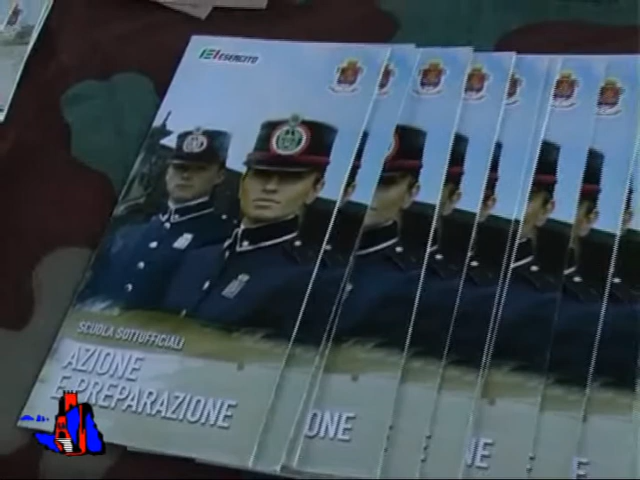 ESERCITO
SCUOLA SOTTUFFICIALI
AZIONE
E PREPARAZIONE
ONE
NE